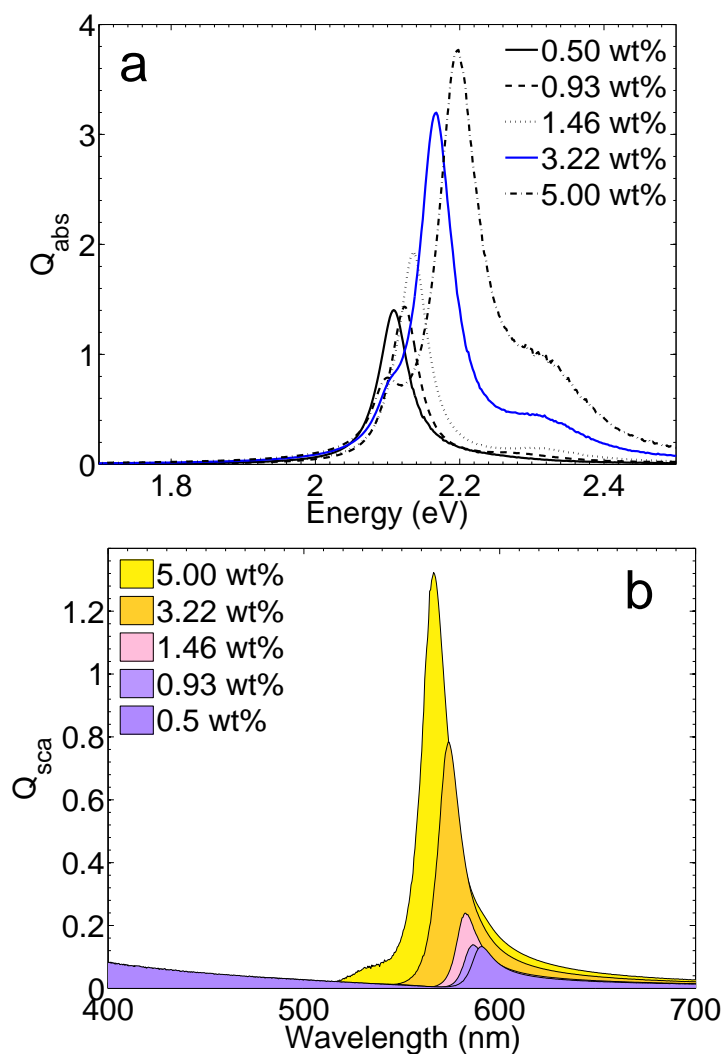 a
0.50 wt%
0.93 wt%
1.46 wt%
3.22 wt%
5.00 wt%
4
3
2
1
0
Q_abs
1.8
2
2.2
2.4
Energy (eV)
b
5.00 wt%
3.22 wt%
1.46 wt%
0.93 wt%
0.5 wt%
1.2
1
0.8
0.6
0.4
0.2
0
Q_sca
400
500
600
700
Wavelength (nm)